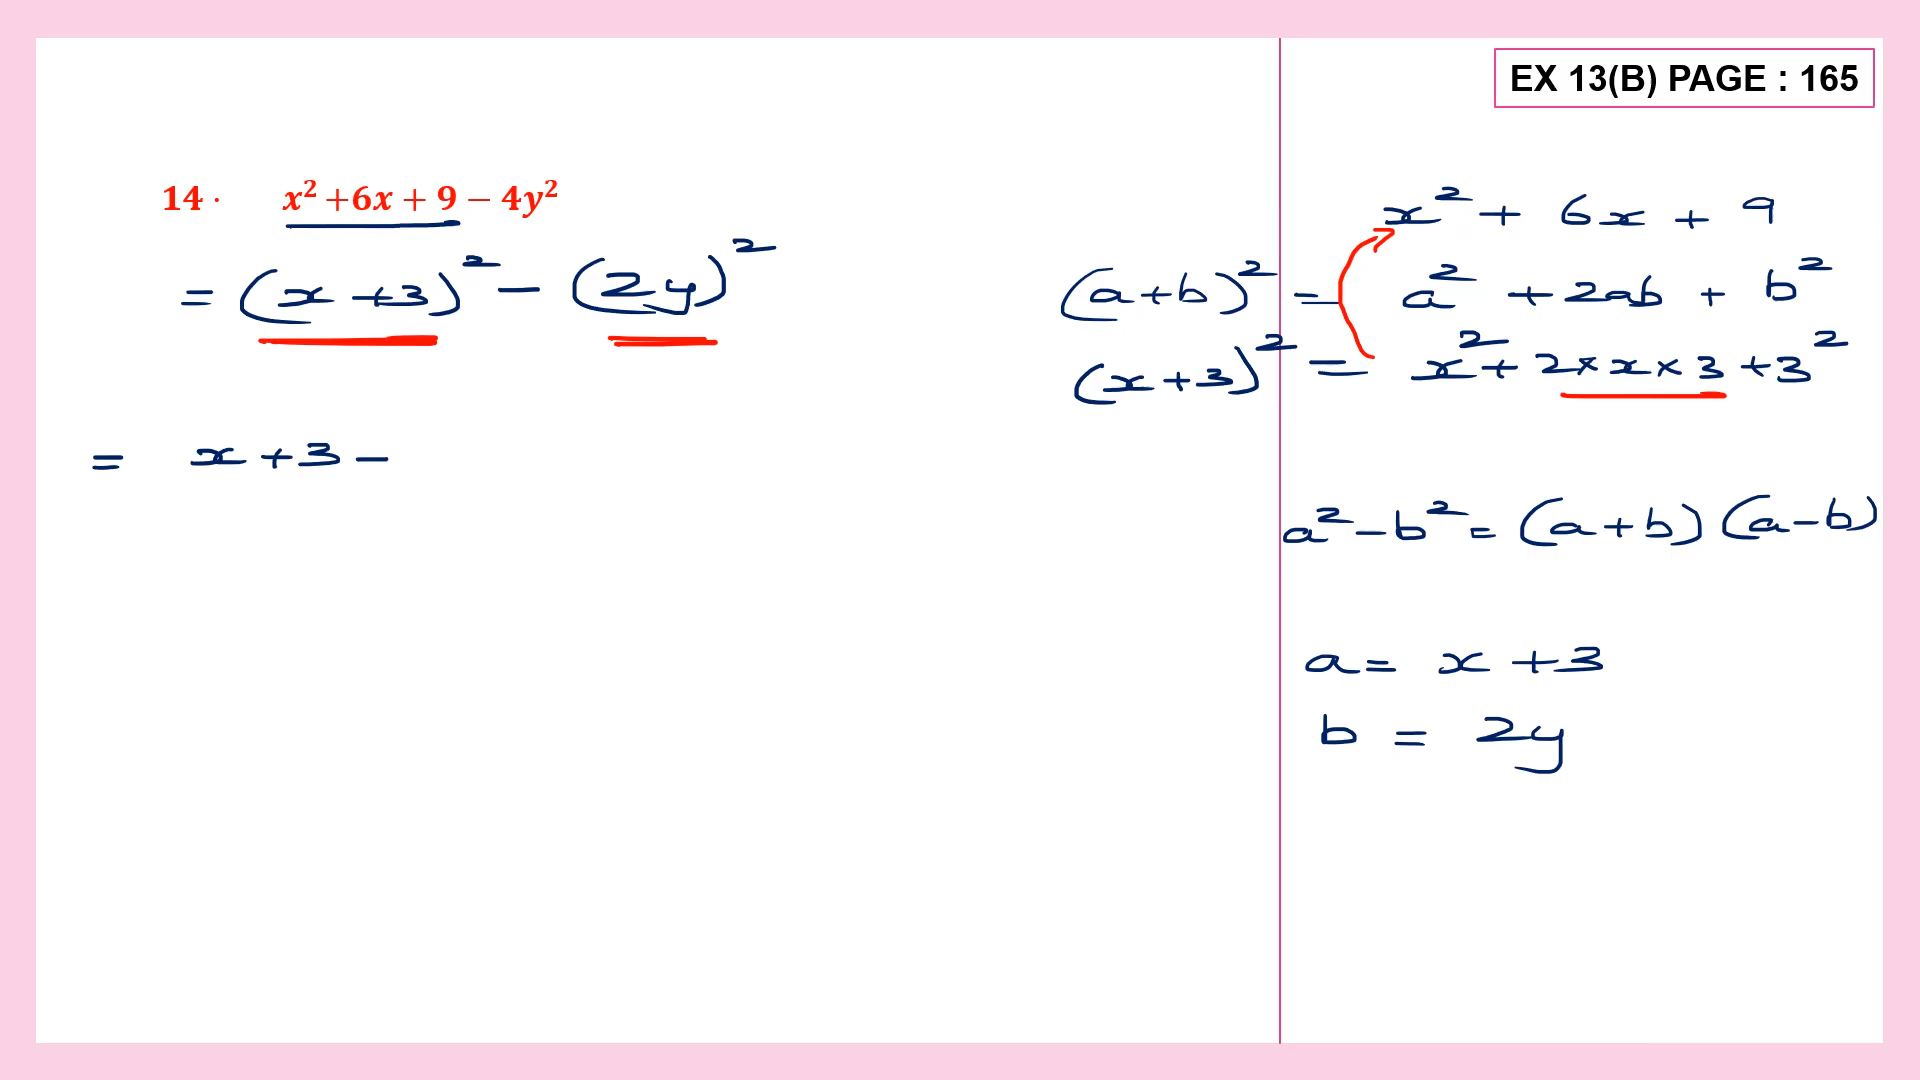 EX 13(B) PAGE : 165
14 · x² +6x + 9 − 4y²
= (x +3)² − (2y)²
= x +3 −
x² + 6x + 9
(a+b)² = a² + 2ab + b²
(x+3)² = x² + 2 × x × 3 + 3²
a² − b² = (a+b) (a−b)
a = x +3
b = 2y